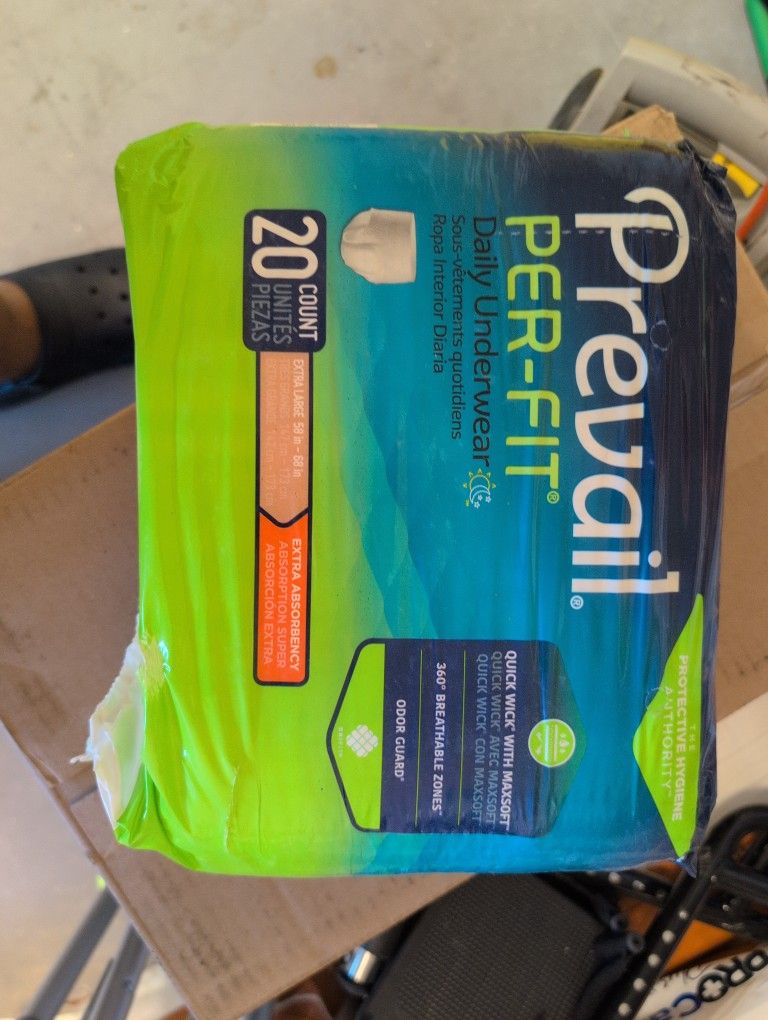 Prevail®
PER-FIT®
Daily Underwear
Sous-vêtements quotidiens
Ropa Interior Diaria
20
COUNT
UNITÉS
PIEZAS
EXTRA LARGE 58 in – 68 in
EXTRA ABSORBENCY
ABSORPTION SUPER
ABSORCIÓN EXTRA
THE
PROTECTIVE HYGIENE
AUTHORITY™
QUICK WICK® WITH MAXSOFT®
QUICK WICK® AVEC MAXSOFT
QUICK WICK® CON MAXSOFT
360° BREATHABLE ZONES™
ODOR GUARD®